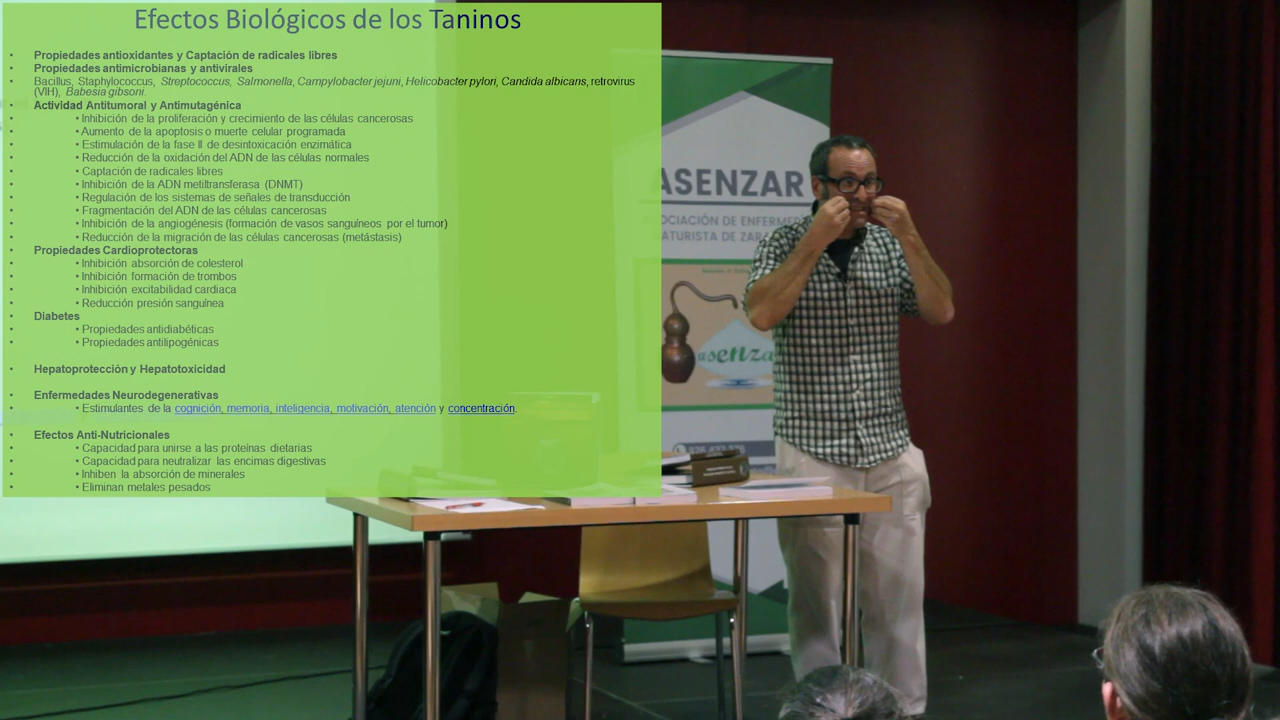 Efectos Biológicos de los Taninos
• Propiedades antioxidantes y Captación de radicales libres
• Propiedades antimicrobianas y antivirales
• Bacillus, Staphylococcus, Streptococcus, Salmonella, Campylobacter jejuni, Helicobacter pylori, Candida albicans, retrovirus
(VIH), Babesia gibsoni.
• Actividad Antitumoral y Antimutagénica
• • Inhibición de la proliferación y crecimiento de las células cancerosas
• • Aumento de la apoptosis o muerte celular programada
• • Estimulación de la fase II de desintoxicación enzimática
• • Reducción de la oxidación del ADN de las células normales
• • Captación de radicales libres
• • Inhibición de la ADN metiltransferasa (DNMT)
• • Regulación de los sistemas de señales de transducción
• • Fragmentación del ADN de las células cancerosas
• • Inhibición de la angiogénesis (formación de vasos sanguíneos por el tumor)
• • Reducción de la migración de las células cancerosas (metástasis)
• Propiedades Cardioprotectoras
• • Inhibición absorción de colesterol
• • Inhibición formación de trombos
• • Inhibición excitabilidad cardiaca
• • Reducción presión sanguínea
• Diabetes
• • Propiedades antidiabéticas
• • Propiedades antilipogénicas
• Hepatoprotección y Hepatotoxicidad
• Enfermedades Neurodegenerativas
• • Estimulantes de la cognición, memoria, inteligencia, motivación, atención y concentración.
• Efectos Anti-Nutricionales
• • Capacidad para unirse a las proteínas dietarias
• • Capacidad para neutralizar las encimas digestivas
• • Inhiben la absorción de minerales
• • Eliminan metales pesados
ASENZAR
OCIACIÓN DE ENFERMER
ATURISTA DE ZAR
asenza